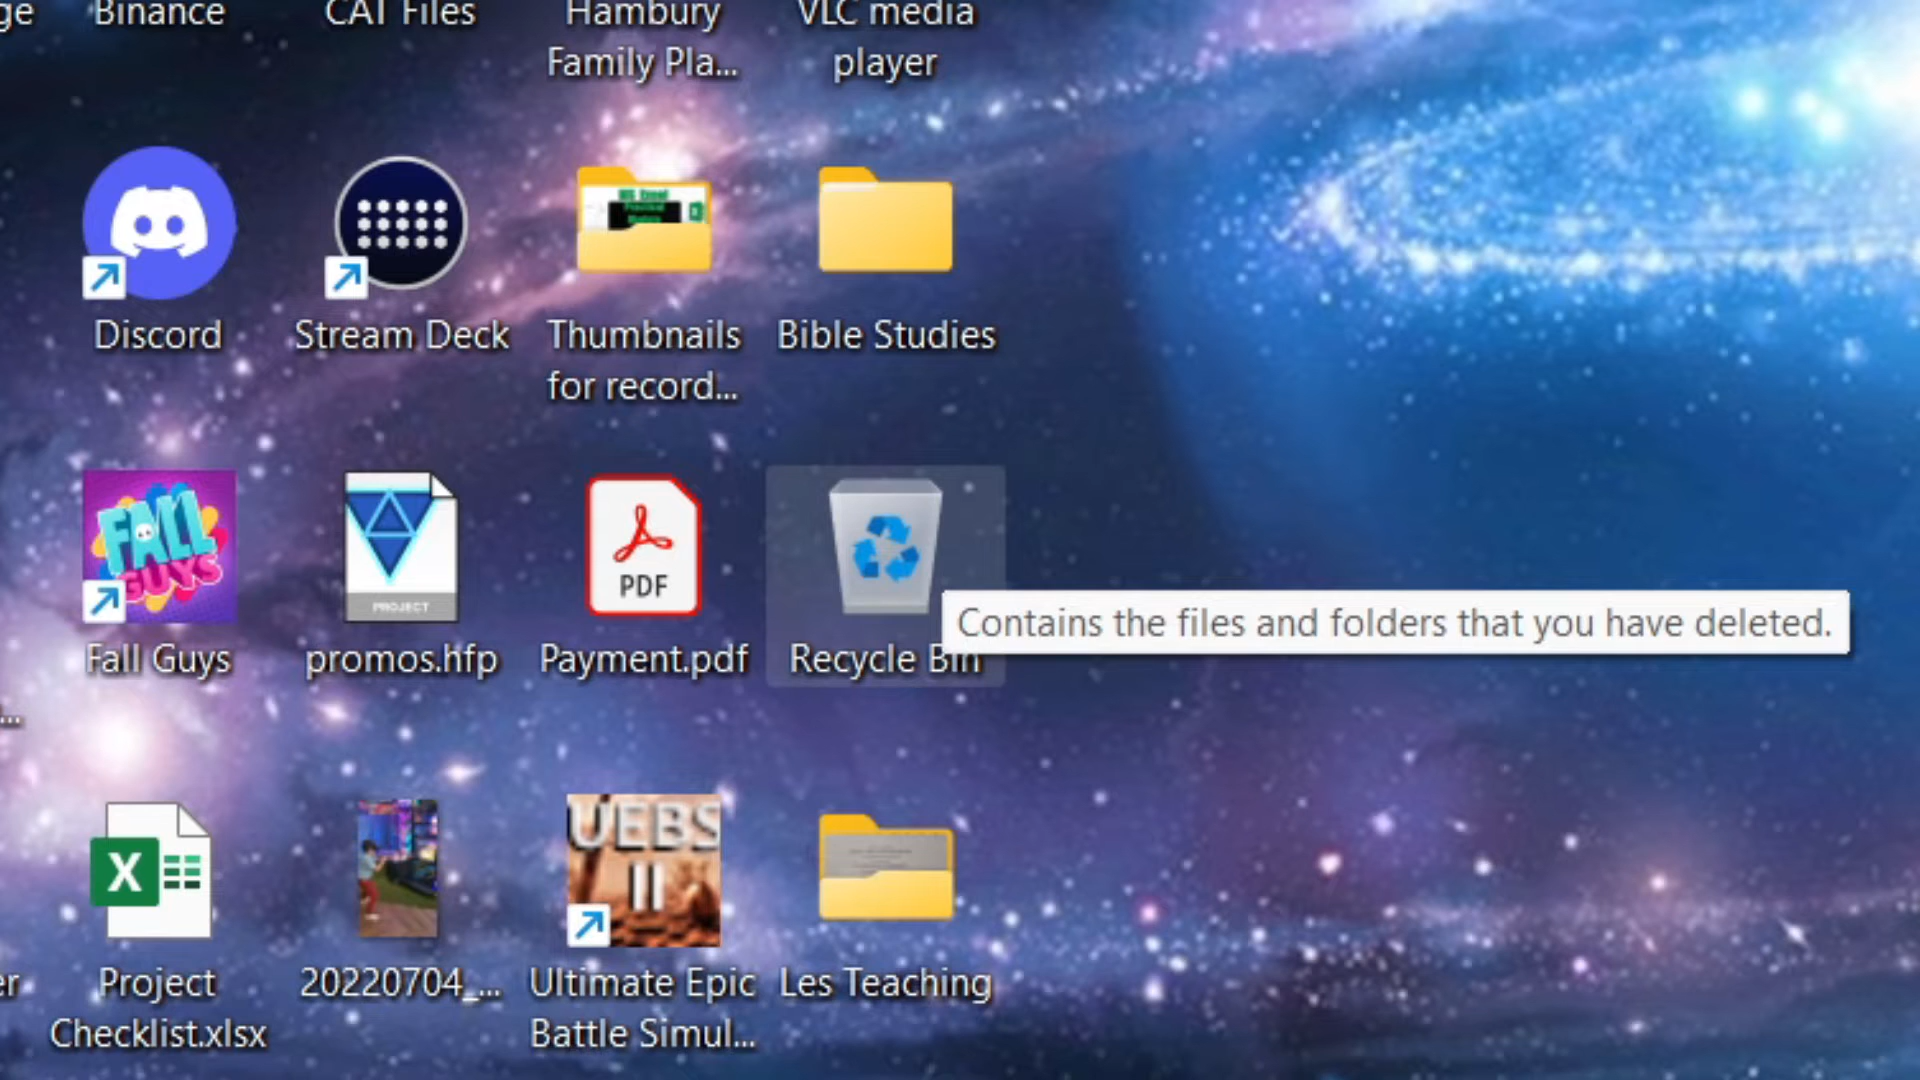 ge
Binance
CAT Files
Hambury
Family Pla...
VLC media
player
Discord
Stream Deck
Thumbnails
for record...
Bible Studies
FALL
GUYS
Fall Guys
PROJECT
promos.hfp
PDF
Payment.pdf
Recycle Bin
Contains the files and folders that you have deleted.
...
er
X
Project
Checklist.xlsx
20220704_...
UEBS
II
Ultimate Epic
Battle Simul...
Les Teaching